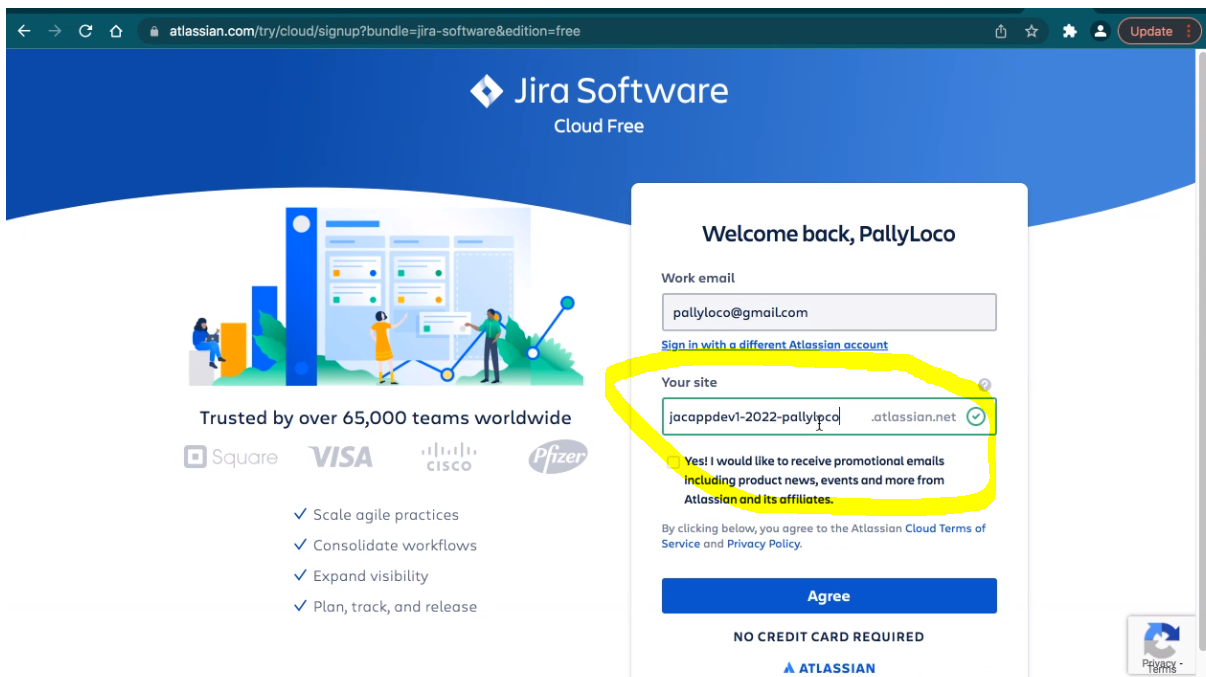 atlassian.com/try/cloud/signup?bundle=jira-software&edition=free
Update
Jira Software
Cloud Free
Welcome back, PallyLoco
Work email
pallyloco@gmail.com
Sign in with a different Atlassian account
Your site
jacappdev1-2022-pallyloco .atlassian.net
Yes! I would like to receive promotional emails
including product news, events and more from
Atlassian and its affiliates.
By clicking below, you agree to the Atlassian Cloud Terms of
Service and Privacy Policy.
Agree
NO CREDIT CARD REQUIRED
ATLASSIAN
Trusted by over 65,000 teams worldwide
Square VISA CISCO Pfizer
Scale agile practices
Consolidate workflows
Expand visibility
Plan, track, and release
Privacy -
Terms